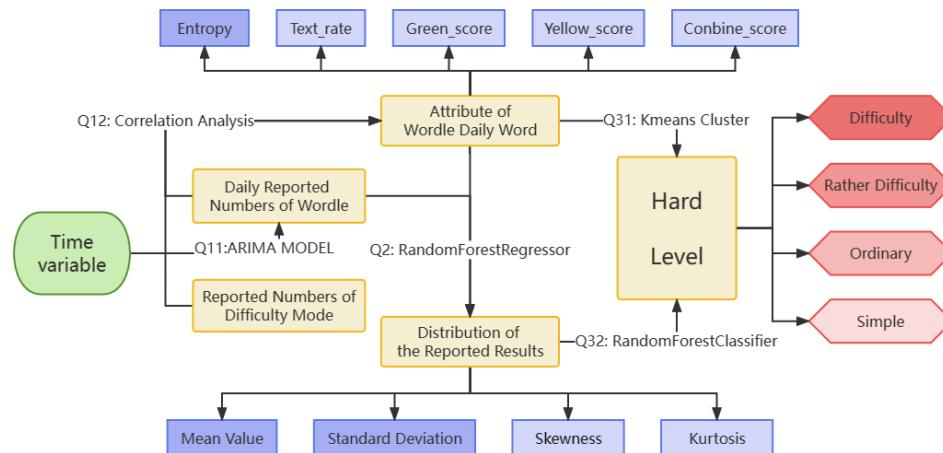 Entropy
Text_rate
Green_score
Yellow_score
Conbine_score
Attribute of
Wordle Daily Word
Q12: Correlation Analysis
Q31: Kmeans Cluster
Difficulty
Daily Reported
Numbers of Wordle
Hard
Level
Rather Difficulty
Time
variable
Q11:ARIMA MODEL
Q2: RandomForestRegressor
Ordinary
Reported Numbers of
Difficulty Mode
Distribution of
the Reported Results
Q32: RandomForestClassifier
Simple
Mean Value
Standard Deviation
Skewness
Kurtosis